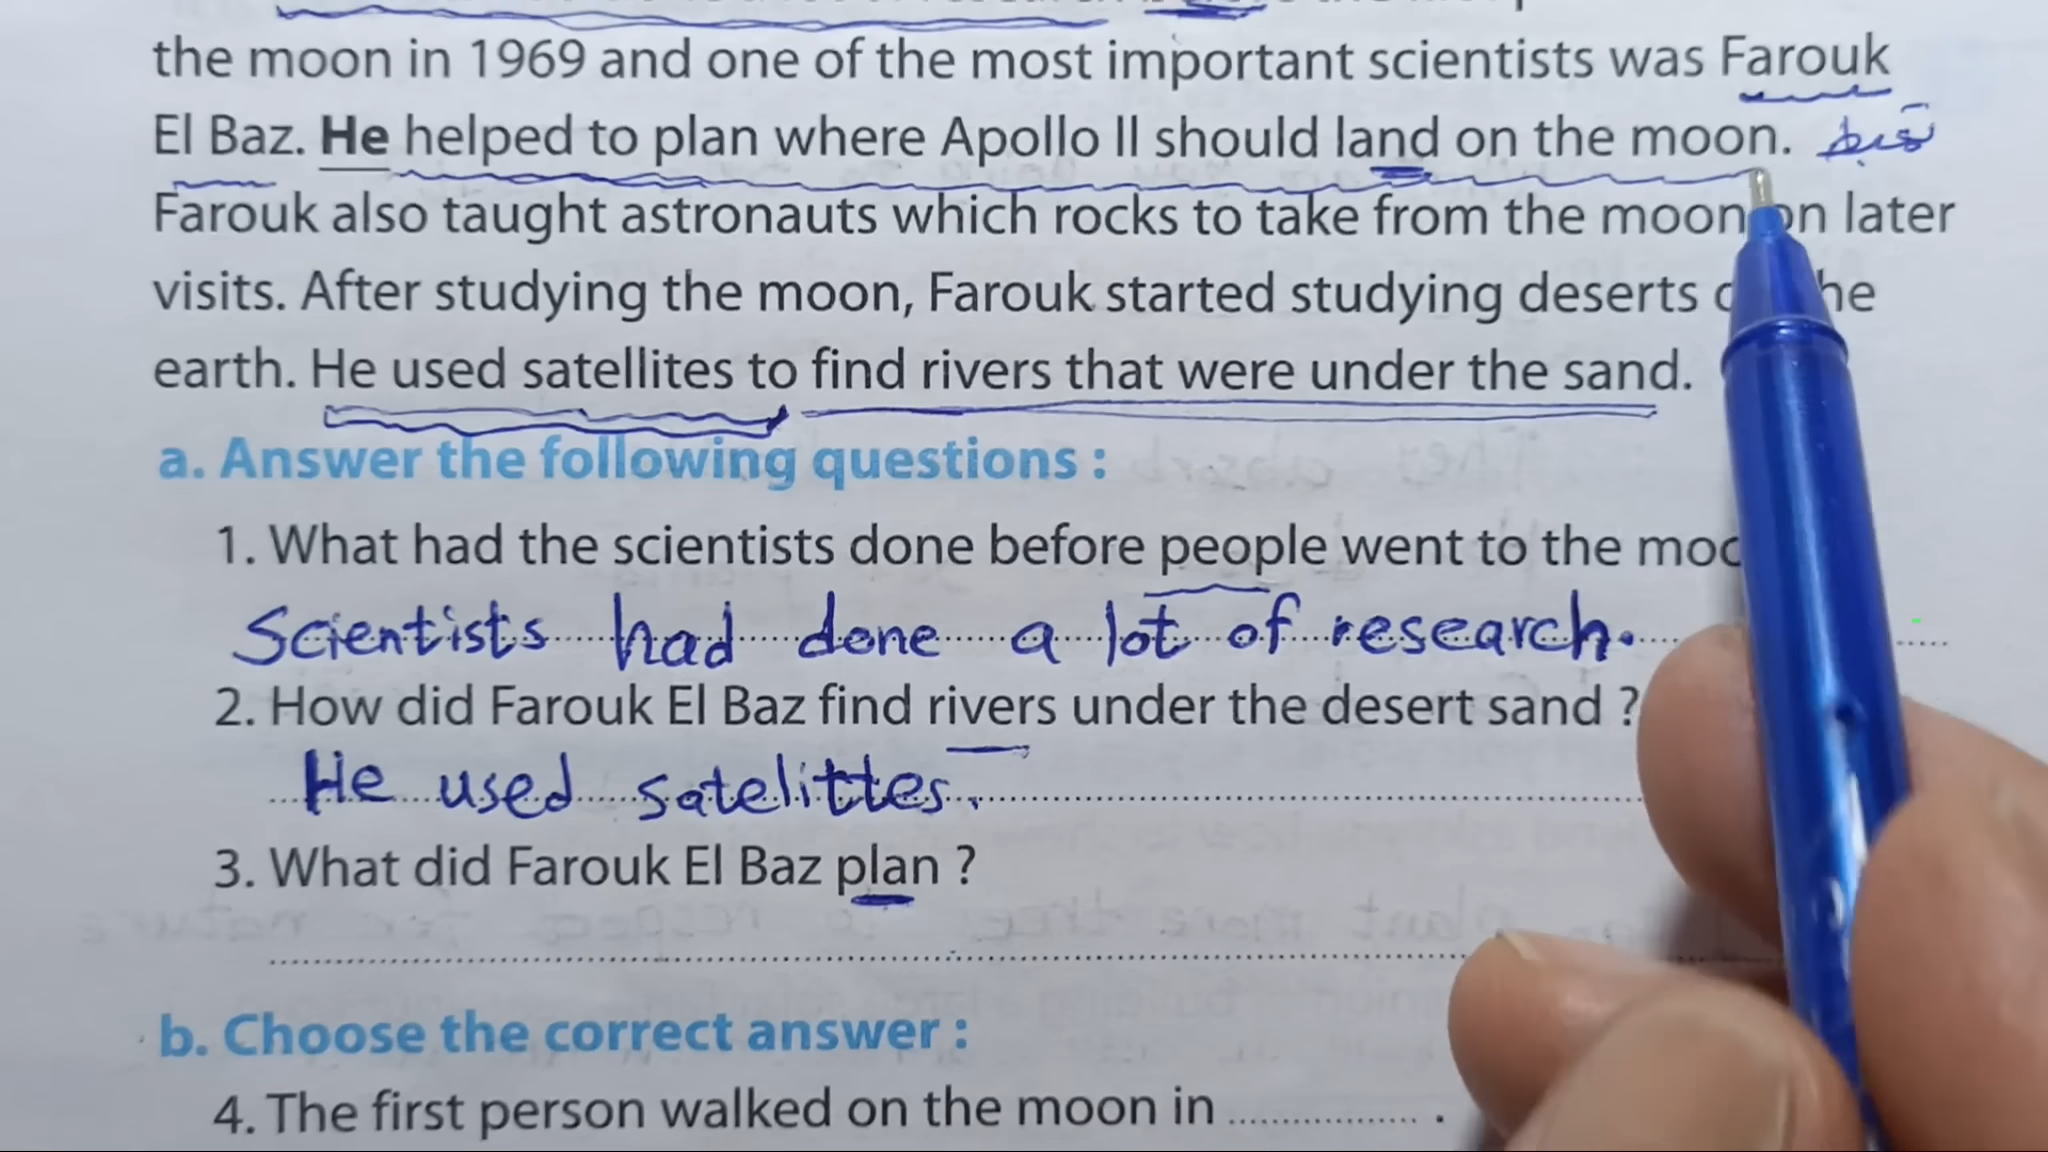 the moon in 1969 and one of the most important scientists was Farouk
El Baz. He helped to plan where Apollo II should land on the moon. تهبط
Farouk also taught astronauts which rocks to take from the moon on later
visits. After studying the moon, Farouk started studying deserts he
earth. He used satellites to find rivers that were under the sand.
a. Answer the following questions :
1. What had the scientists done before people went to the moo
Scientists had done a lot of research.
2. How did Farouk El Baz find rivers under the desert sand ?
He used satelittes.
3. What did Farouk El Baz plan ?
b. Choose the correct answer :
4. The first person walked on the moon in ................ .